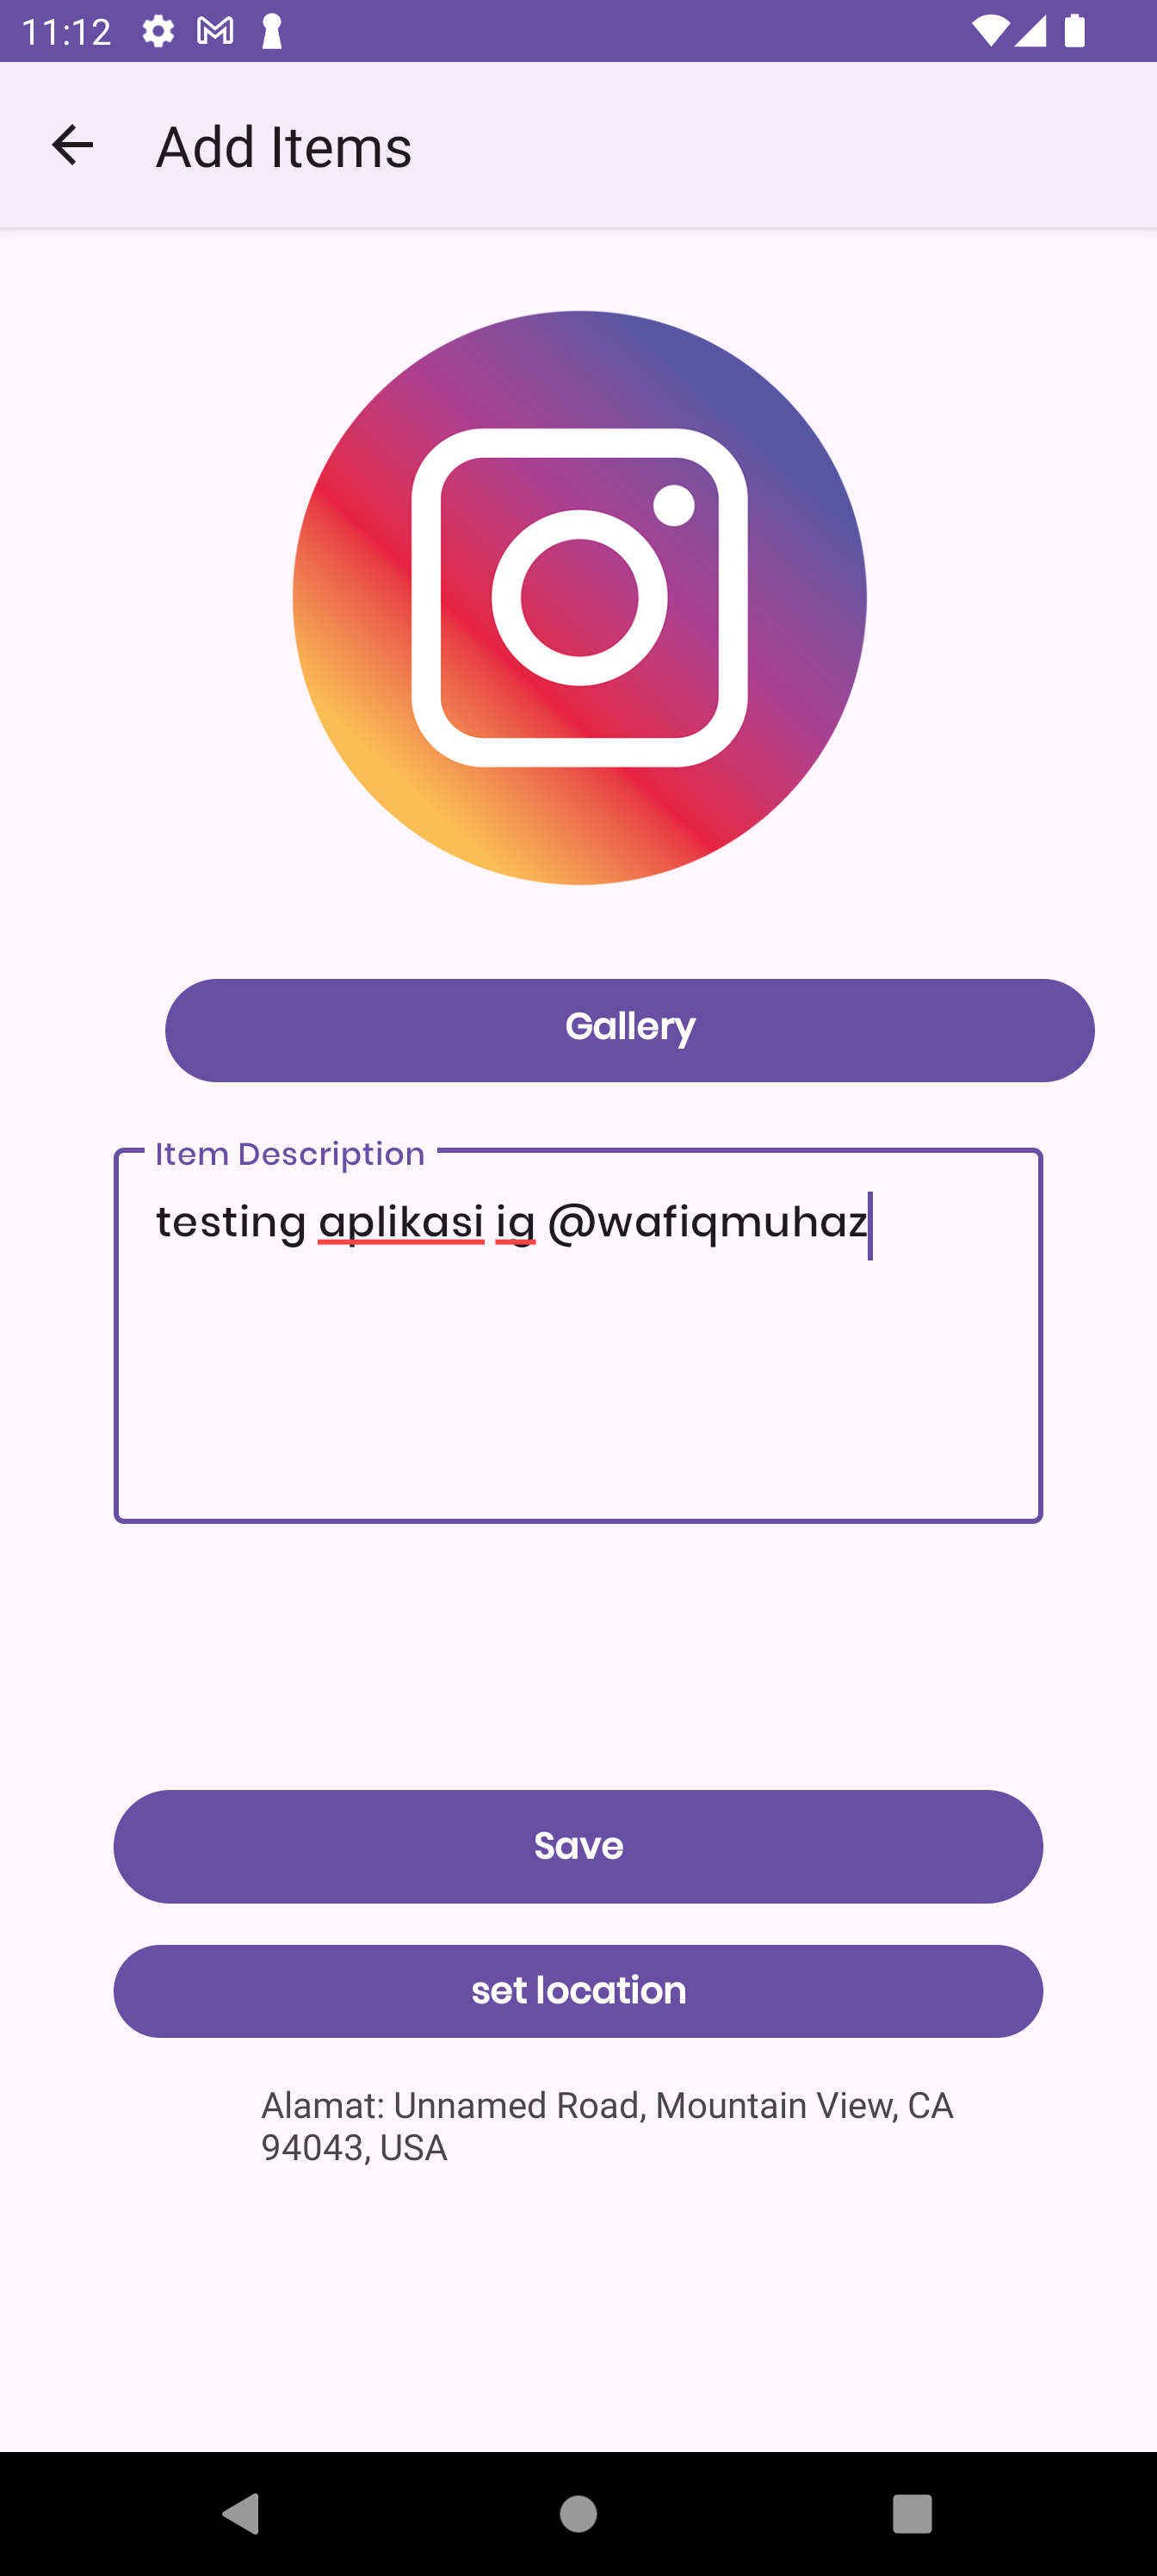 11:12
Add Items
Gallery
Item Description
testing aplikasi ig @wafiqmuhaz
Save
set location
Alamat: Unnamed Road, Mountain View, CA
94043, USA